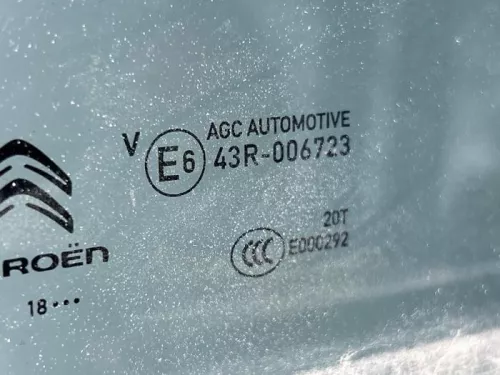 AGC AUTOMOTIVE
V E6 43R-006723
20T
CCC E000292
ROËN
18•••